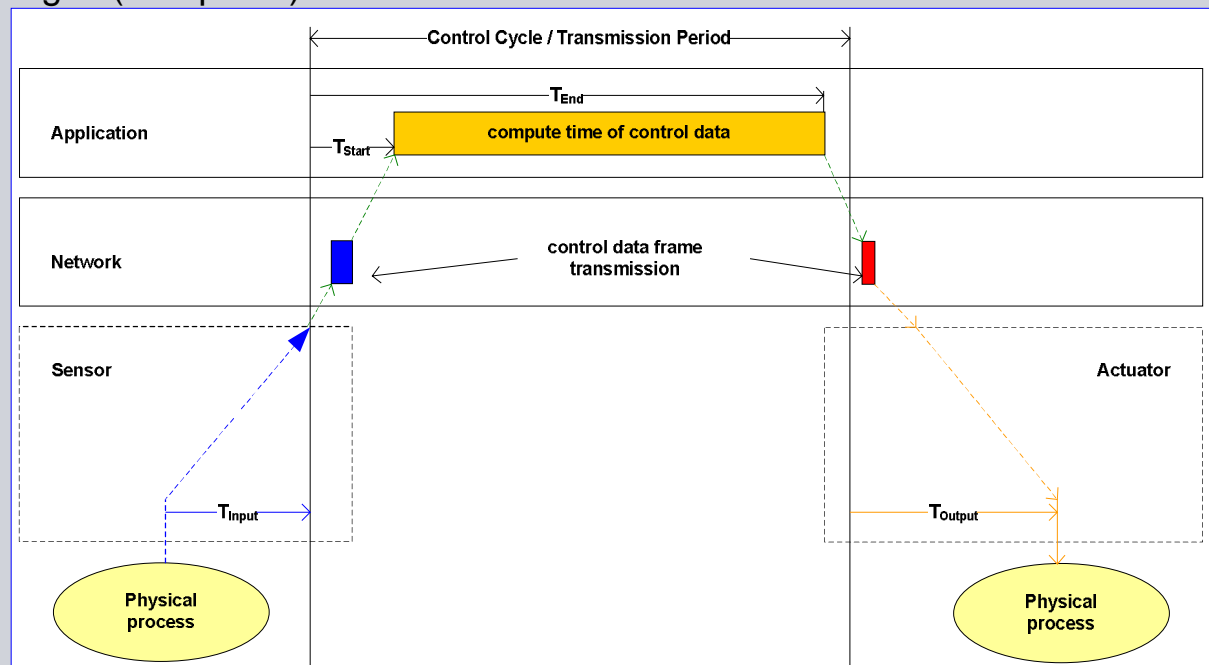 Control Cycle / Transmission Period
TEnd
Application
compute time of control data
TStart
Network
control data frame
transmission
Sensor
Actuator
TInput
TOutput
Physical
process
Physical
process